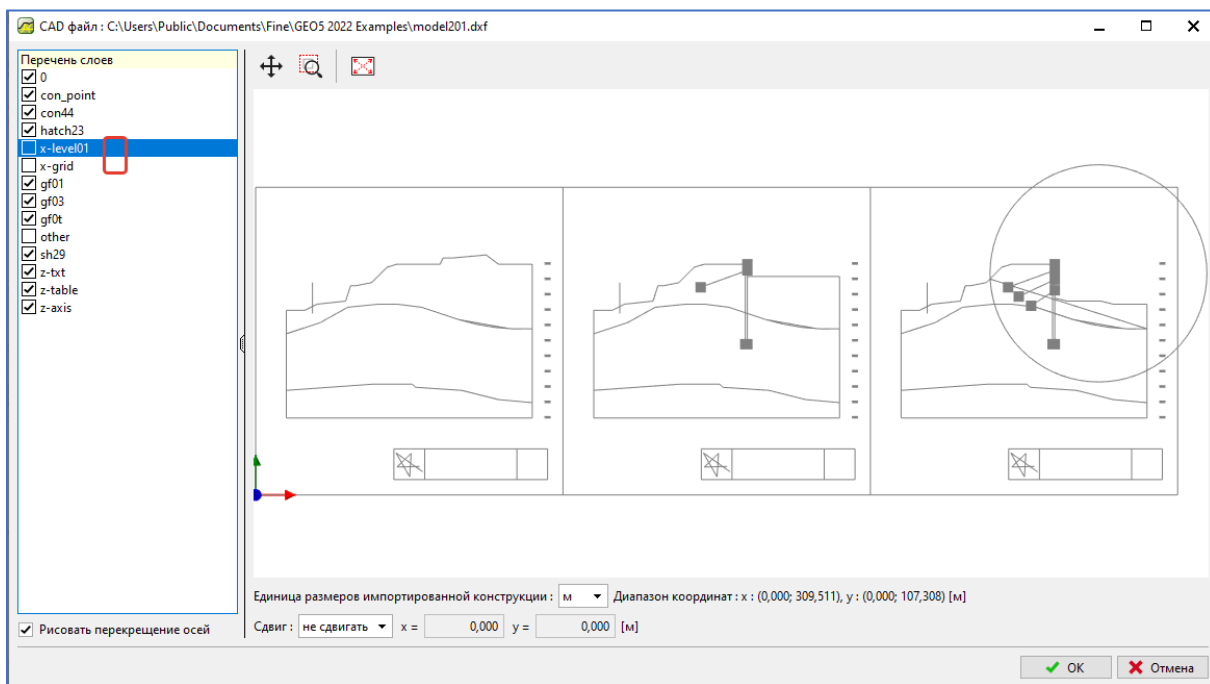 CAD файл : C:\Users\Public\Documents\Fine\GEO5 2022 Examples\model201.dxf
Перечень слоев
0
con_point
con44
hatch23
x-level01
x-grid
gf01
gf03
gf0t
other
sh29
z-txt
z-table
z-axis
Единица размеров импортированной конструкции : м Диапазон координат : x : (0,000; 309,511), y : (0,000; 107,308) [м]
Рисовать перекрещение осей
Сдвиг : не сдвигать x = 0,000 y = 0,000 [м]
OK Отмена